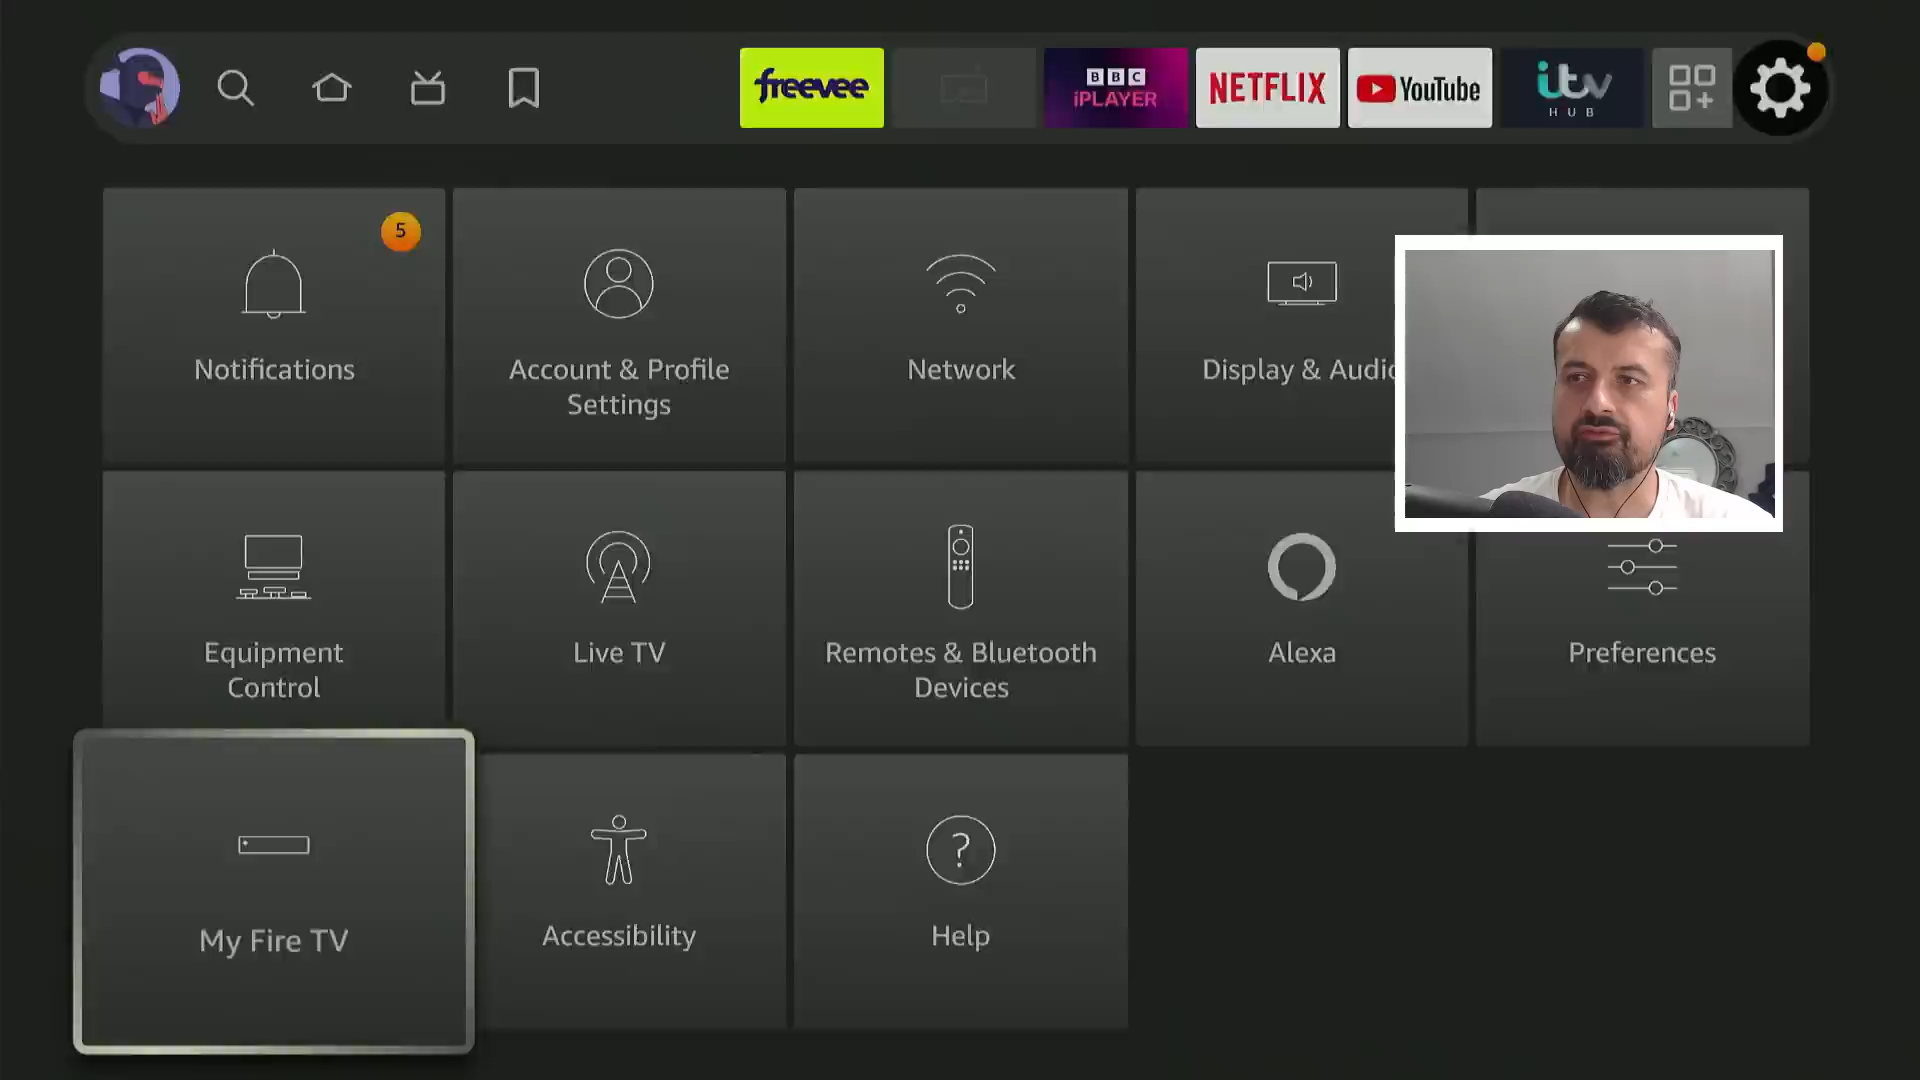 freevee
BBC
iPLAYER
NETFLIX
YouTube
itv
HUB
5
Notifications
Account & Profile
Settings
Network
Display & Audio
Equipment
Control
Live TV
Remotes & Bluetooth
Devices
Alexa
Preferences
My Fire TV
Accessibility
?
Help